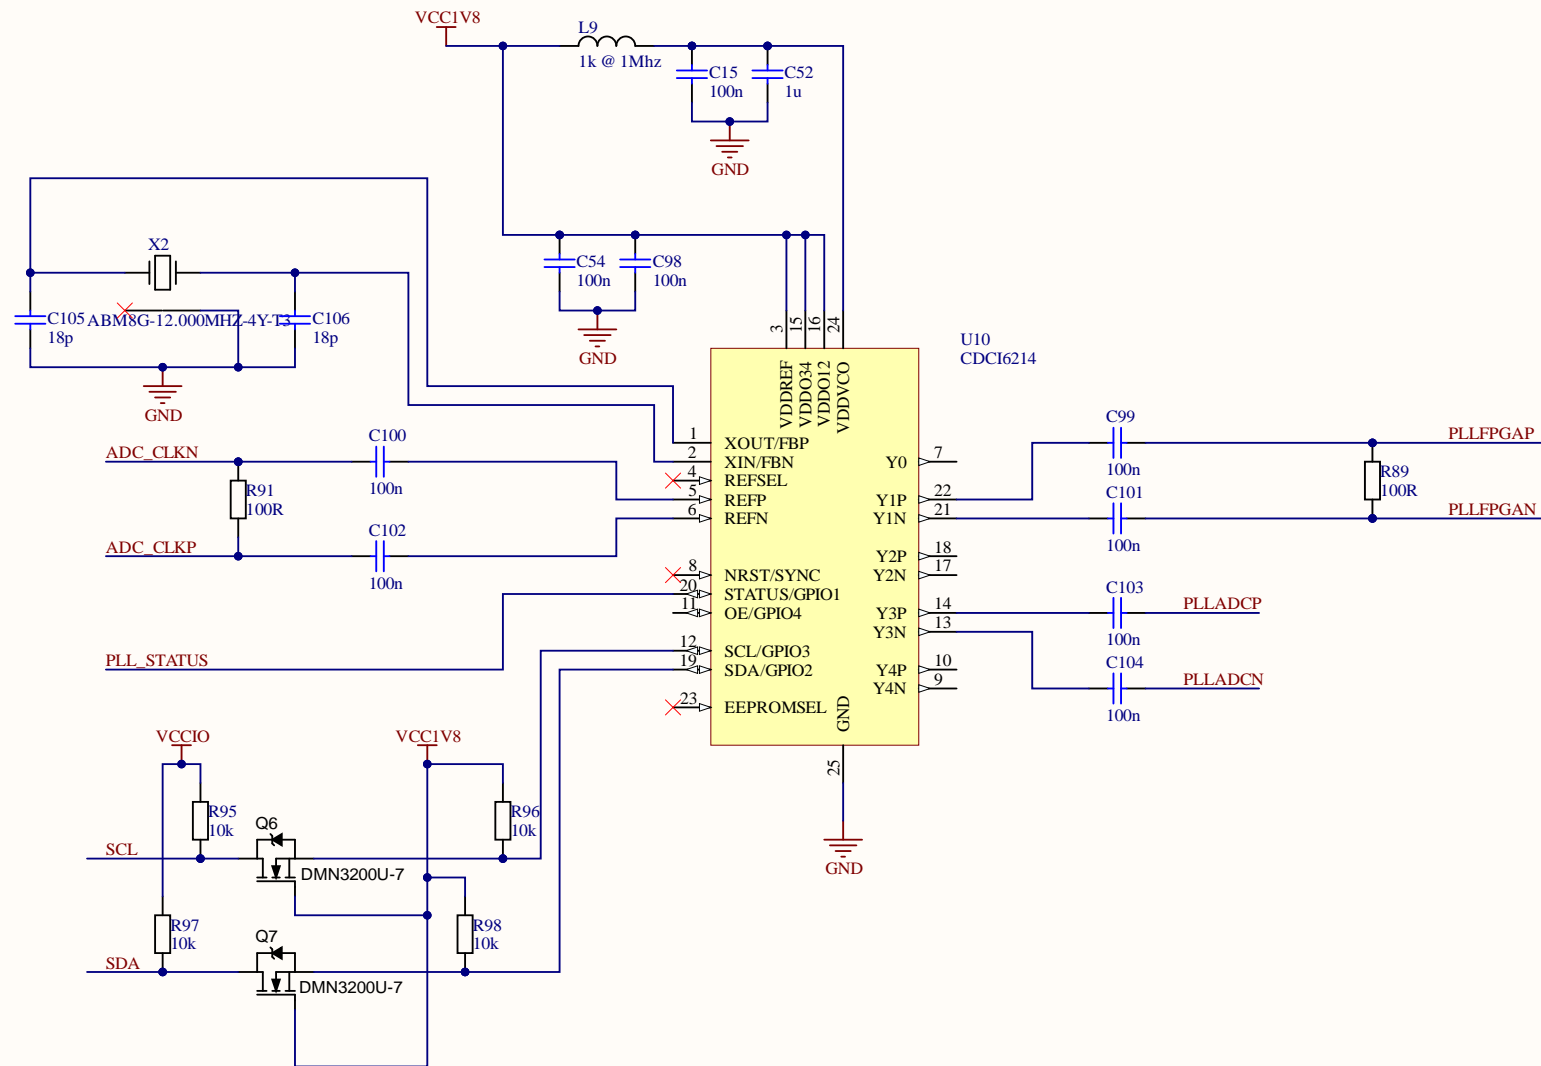 VCC1V8
L9
1k @ 1Mhz
C15
100n
C52
1u
GND
X2
C54
100n
C98
100n
C105
18p
ABM8G-12.000MHZ-4Y-T3
C106
18p
GND
GND
3
15
16
24
U10
CDCI6214
VDDREF
VDDO34
VDDO12
VDDVCO
1
XOUT/FBP
2
XIN/FBN
4
REFSEL
5
REFP
6
REFN
8
NRST/SYNC
20
STATUS/GPIO1
11
OE/GPIO4
12
SCL/GPIO3
19
SDA/GPIO2
23
EEPROMSEL
GND
25
GND
Y0
7
Y1P
22
Y1N
21
Y2P
18
Y2N
17
Y3P
14
Y3N
13
Y4P
10
Y4N
9
ADC_CLKN
C100
100n
R91
100R
ADC_CLKP
C102
100n
PLL_STATUS
C99
100n
PLLFPGAP
R89
100R
C101
100n
PLLFPGAN
C103
100n
PLLADCP
C104
100n
PLLADCN
VCCIO
VCC1V8
R95
10k
R96
10k
SCL
Q6
DMN3200U-7
R97
10k
R98
10k
SDA
Q7
DMN3200U-7